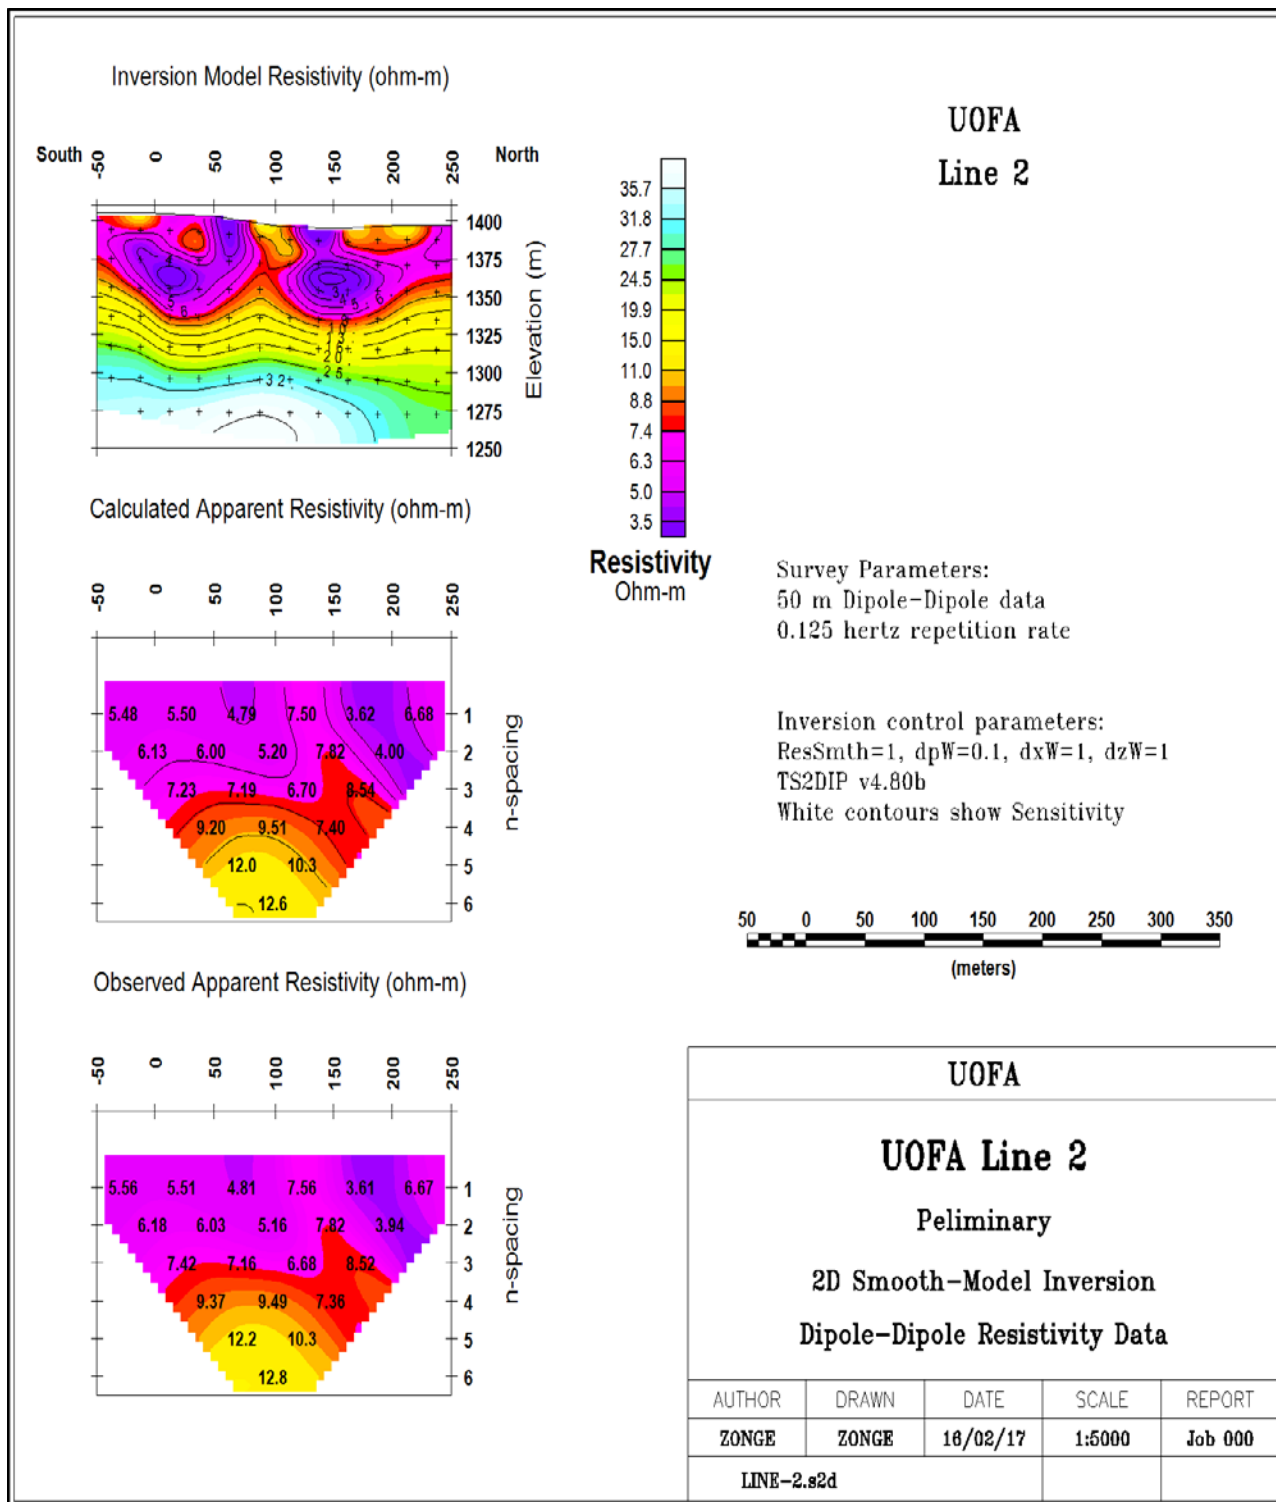 Inversion Model Resistivity (ohm-m)
South -50 0 50 100 150 200 250 North
1400
1375
1350
1325
1300
1275
1250
Elevation (m)
UOFA
Line 2
35.7
31.8
27.7
24.5
19.9
15.0
11.0
8.8
7.4
6.3
5.0
3.5
Resistivity
Ohm-m
Calculated Apparent Resistivity (ohm-m)
-50 0 50 100 150 200 250
5.48 5.50 4.79 7.50 3.62 6.68 1
6.13 6.00 5.20 7.82 4.00 2
7.23 7.19 6.70 8.54 3
9.20 9.51 7.40 4
12.0 10.3 5
12.6 6
n-spacing
Survey Parameters:
50 m Dipole-Dipole data
0.125 hertz repetition rate
Inversion control parameters:
ResSmth=1, dpW=0.1, dxW=1, dzW=1
TS2DIP v4.80b
White contours show Sensitivity
50 0 50 100 150 200 250 300 350
(meters)
Observed Apparent Resistivity (ohm-m)
-50 0 50 100 150 200 250
5.56 5.51 4.81 7.56 3.61 6.67 1
6.18 6.03 5.16 7.82 3.94 2
7.42 7.16 6.68 8.52 3
9.37 9.49 7.36 4
12.2 10.3 5
12.8 6
n-spacing
UOFA
UOFA Line 2
Peliminary
2D Smooth-Model Inversion
Dipole-Dipole Resistivity Data
AUTHOR DRAWN DATE SCALE REPORT
ZONGE ZONGE 16/02/17 1:5000 Job 000
LINE-2.s2d